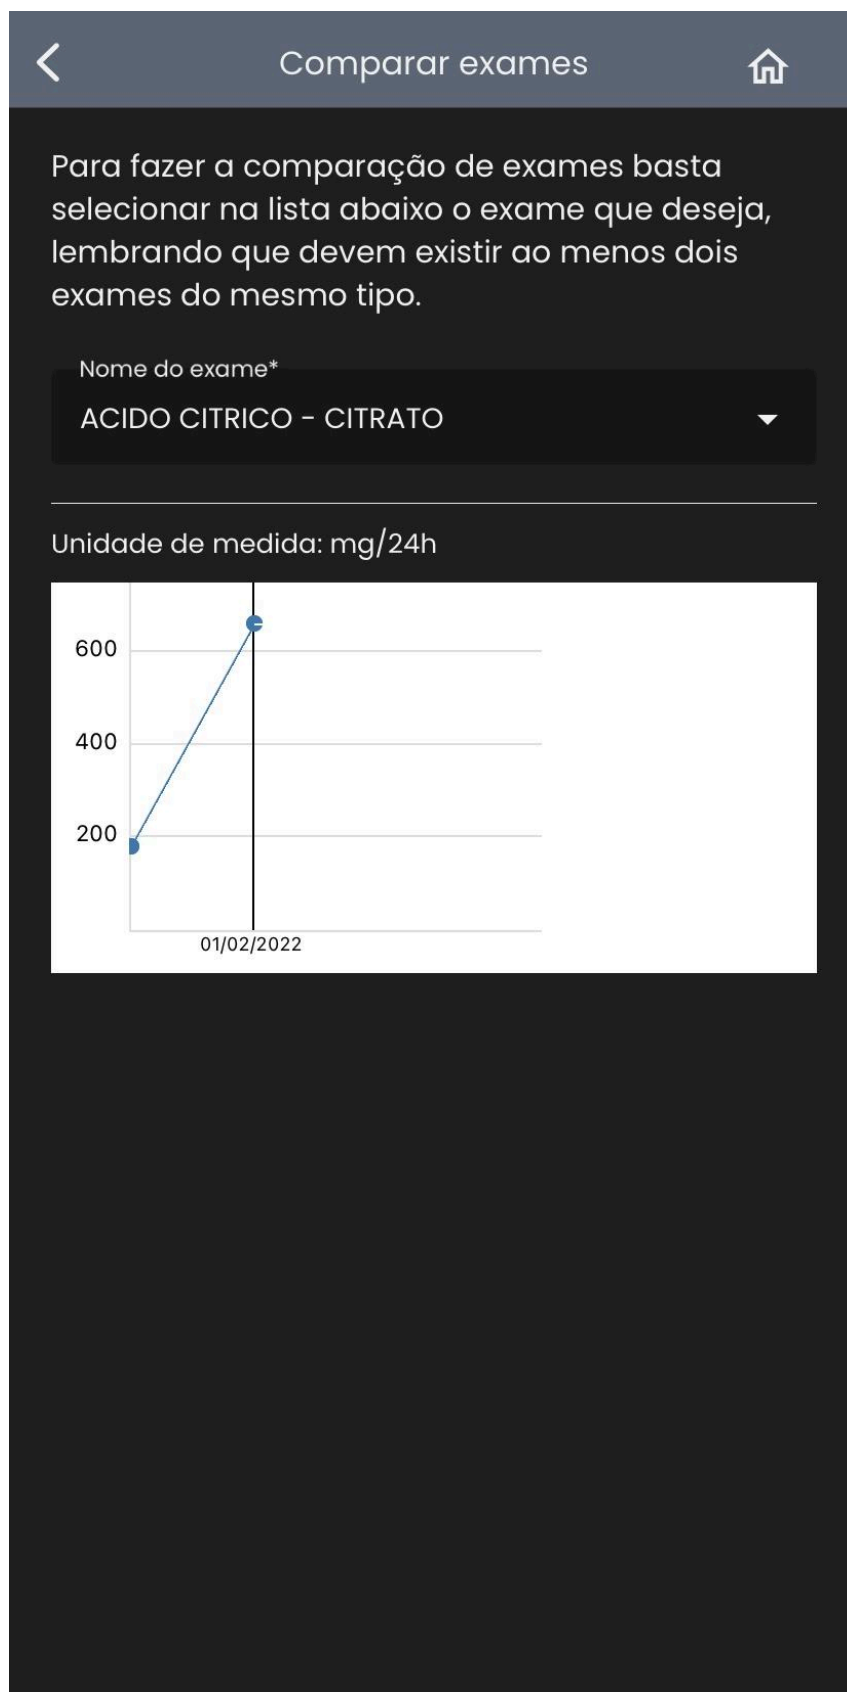 Comparar exames
Para fazer a comparação de exames basta
selecionar na lista abaixo o exame que deseja,
lembrando que devem existir ao menos dois
exames do mesmo tipo.
Nome do exame*
ACIDO CITRICO - CITRATO
Unidade de medida: mg/24h
600
400
200
01/02/2022